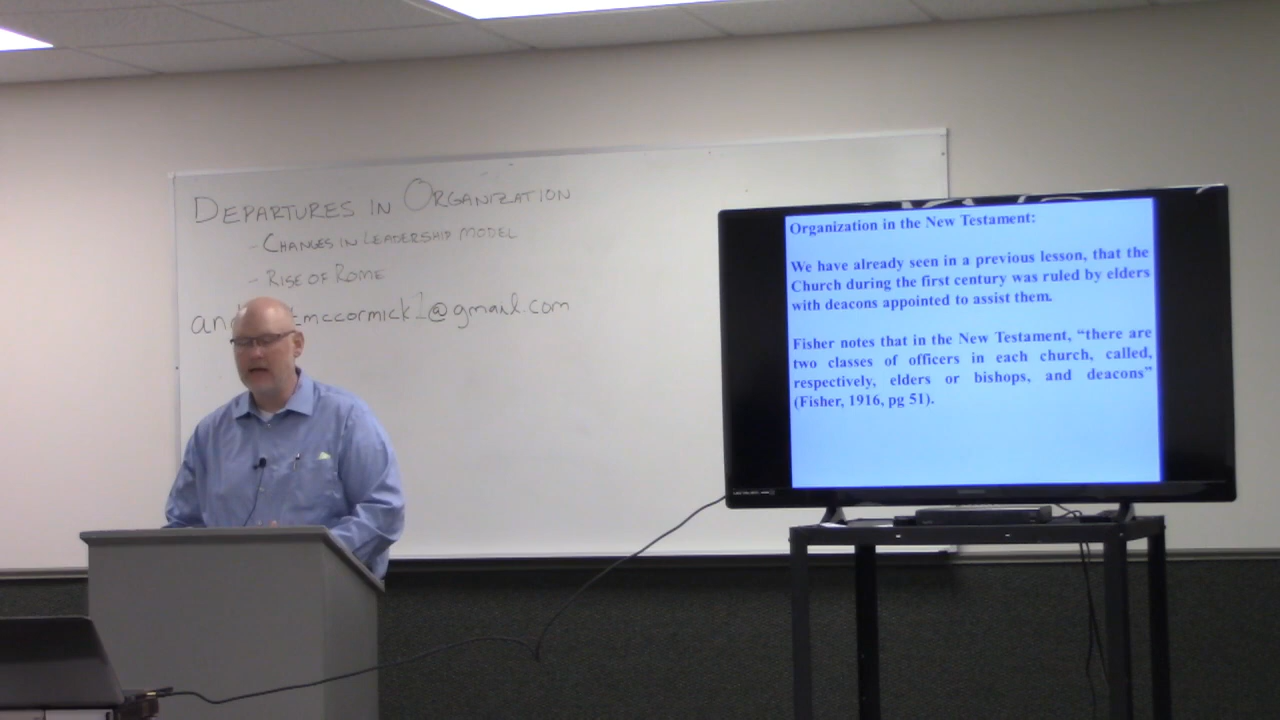 DEPARTURES IN ORGANIZATION
- CHANGES IN LEADERSHIP MODEL
- RISE OF ROME
mccormick1@gmail.com
Organization in the New Testament:
We have already seen in a previous lesson, that the
Church during the first century was ruled by elders
with deacons appointed to assist them.
Fisher notes that in the New Testament, “there are
two classes of officers in each church, called,
respectively, elders or bishops, and deacons”
(Fisher, 1916, pg 51).